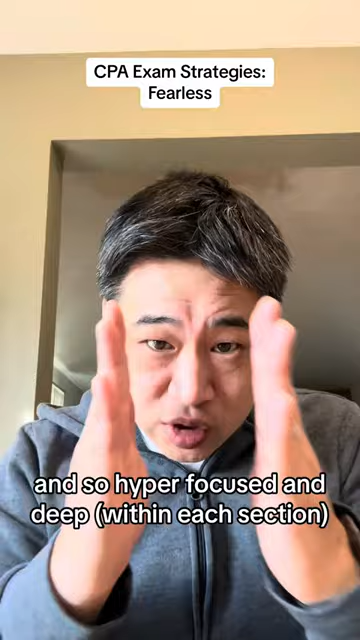 CPA Exam Strategies:
Fearless
and so hyper focused and
deep (within each section)